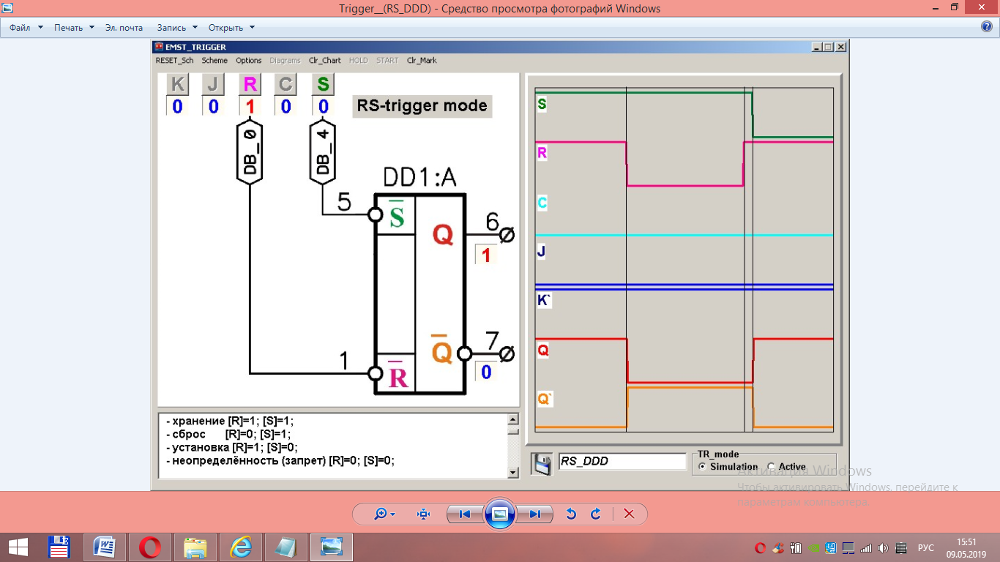 Trigger__(RS_DDD) - Средство просмотра фотографий Windows
Файл Печать Эл. почта Запись Открыть
EMST_TRIGGER
RESET_Sch Scheme Options Diagrams Clr_Chart HOLD START Clr_Mark
K J R C S
0 0 1 0 0
RS-trigger mode
DB_0 DB_4
DD1:A
5 S Q 6
1
7 Q
0
1 R
- хранение [R]=1; [S]=1;
- сброс [R]=0; [S]=1;
- установка [R]=1; [S]=0;
- неопределённость (запрет) [R]=0; [S]=0;
S
R
C
J
K`
Q
Q`
RS_DDD
TR_mode
Simulation Active
Активация Windows
Чтобы активировать Windows, перейдите к
параметрам компьютера.
РУС
15:51
09.05.2019